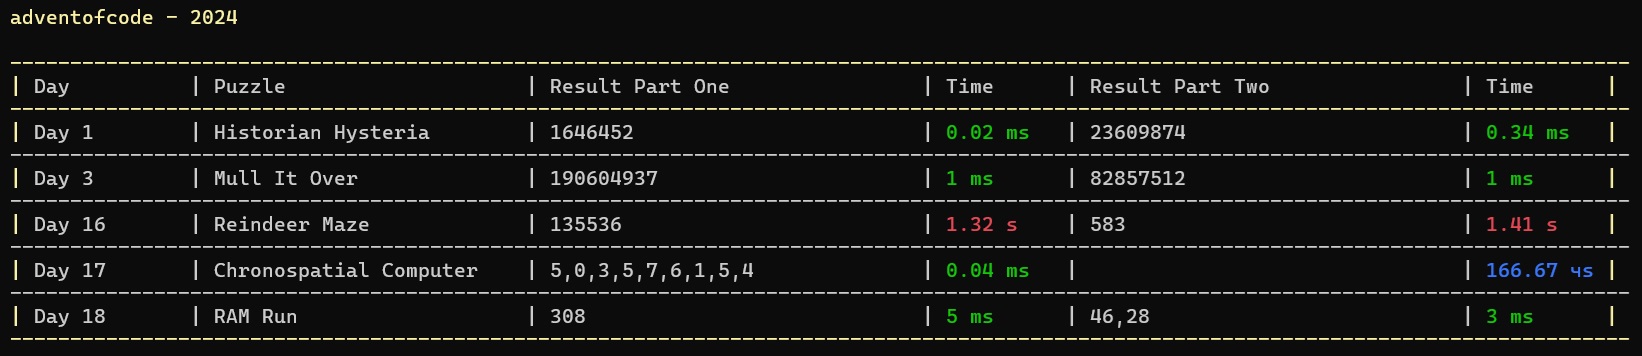 adventofcode - 2024
--------------------------------------------------------------------------------------------------------------------------------------
| Day | Puzzle | Result Part One | Time | Result Part Two | Time |
--------------------------------------------------------------------------------------------------------------------------------------
| Day 1 | Historian Hysteria | 1646452 | 0.02 ms | 23609874 | 0.34 ms |
--------------------------------------------------------------------------------------------------------------------------------------
| Day 3 | Mull It Over | 190604937 | 1 ms | 82857512 | 1 ms |
--------------------------------------------------------------------------------------------------------------------------------------
| Day 16 | Reindeer Maze | 135536 | 1.32 s | 583 | 1.41 s |
--------------------------------------------------------------------------------------------------------------------------------------
| Day 17 | Chronospatial Computer | 5,0,3,5,7,6,1,5,4 | 0.04 ms | | 166.67 чs |
--------------------------------------------------------------------------------------------------------------------------------------
| Day 18 | RAM Run | 308 | 5 ms | 46,28 | 3 ms |
--------------------------------------------------------------------------------------------------------------------------------------